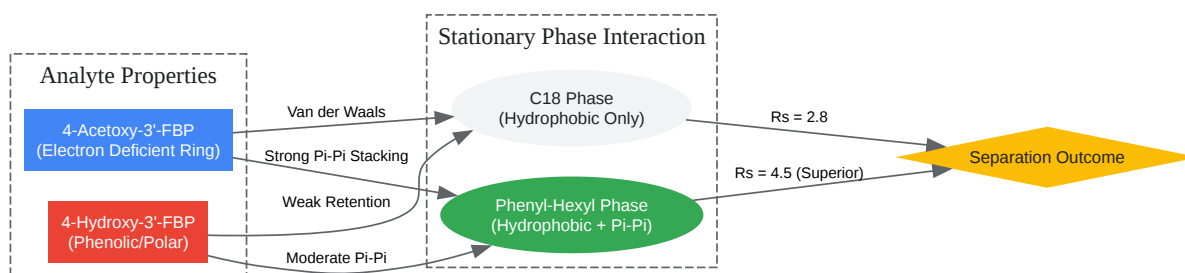 Analyte Properties
4-Acetoxy-3'-FBP
(Electron Deficient Ring)
4-Hydroxy-3'-FBP
(Phenolic/Polar)
Van der Waals
Strong Pi-Pi Stacking
Weak Retention
Moderate Pi-Pi
Stationary Phase Interaction
C18 Phase
(Hydrophobic Only)
Phenyl-Hexyl Phase
(Hydrophobic + Pi-Pi)
Rs = 2.8
Rs = 4.5 (Superior)
Separation Outcome